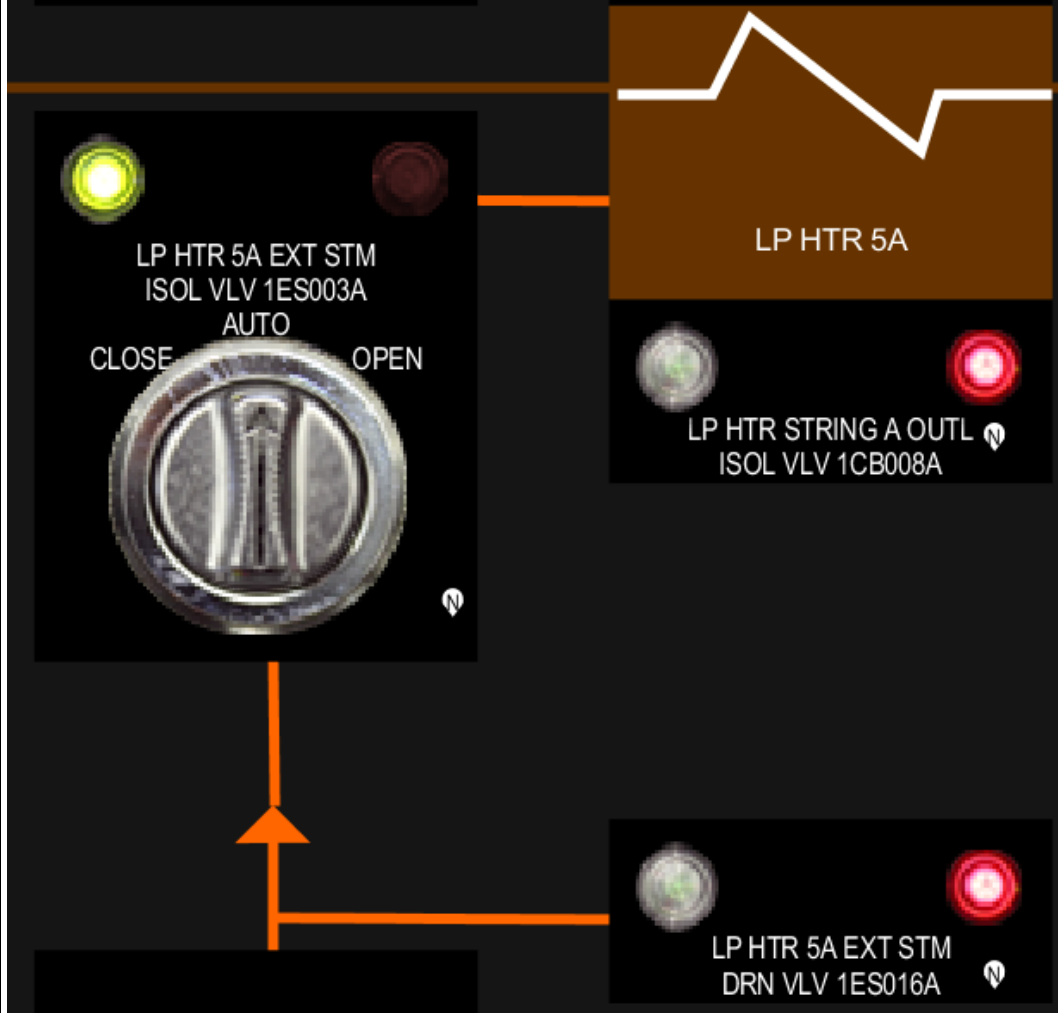 LP HTR 5A EXT STM
ISOL VLV 1ES003A
AUTO
CLOSE
OPEN
N
LP HTR 5A
LP HTR STRING A OUTL
N
ISOL VLV 1CB008A
LP HTR 5A EXT STM
DRN VLV 1ES016A
N